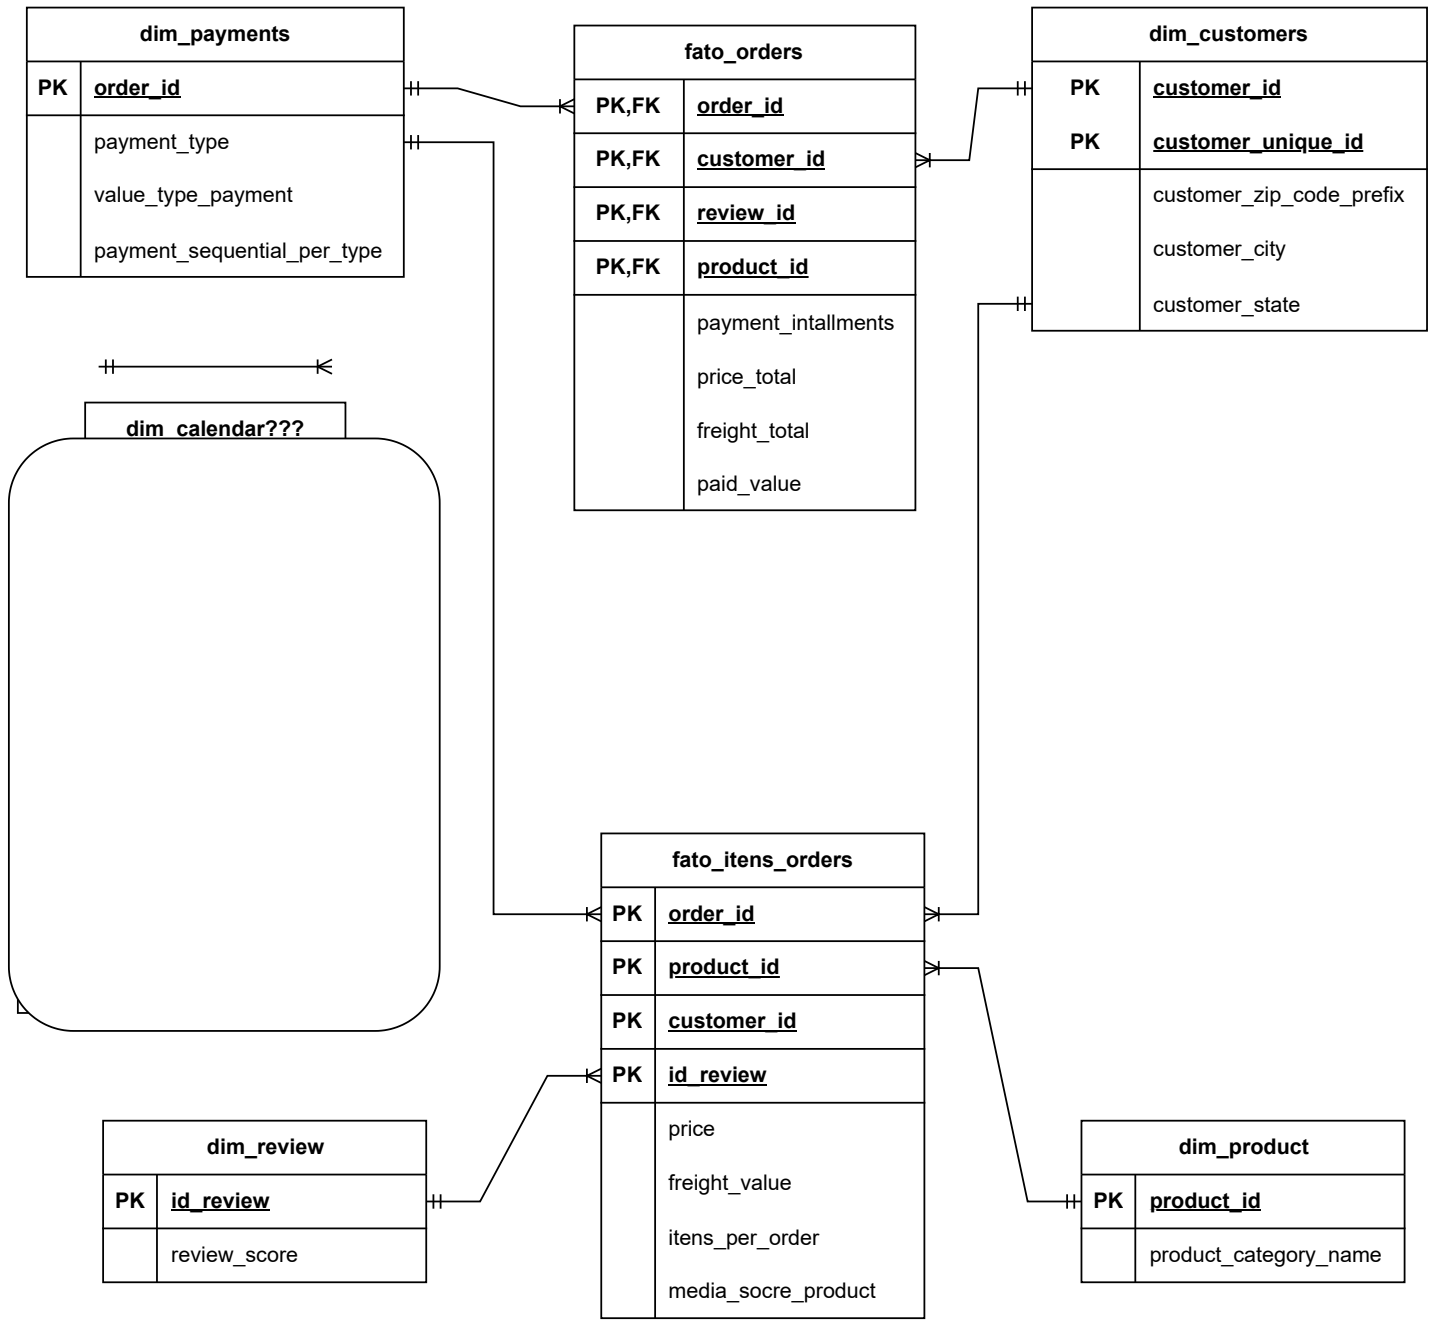 dim_payments
PK order_id
payment_type
value_type_payment
payment_sequential_per_type
fato_orders
PK,FK order_id
PK,FK customer_id
PK,FK review_id
PK,FK product_id
payment_intallments
price_total
freight_total
paid_value
dim_customers
PK customer_id
PK customer_unique_id
customer_zip_code_prefix
customer_city
customer_state
dim_calendar???
fato_itens_orders
PK order_id
PK product_id
PK customer_id
PK id_review
price
freight_value
itens_per_order
media_socre_product
dim_review
PK id_review
review_score
dim_product
PK product_id
product_category_name